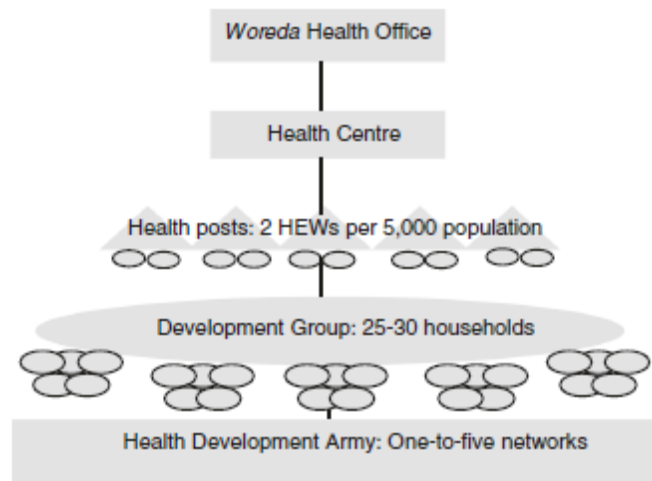 Woreda Health Office
Health Centre
Health posts: 2 HEWs per 5,000 population
Development Group: 25-30 households
Health Development Army: One-to-five networks